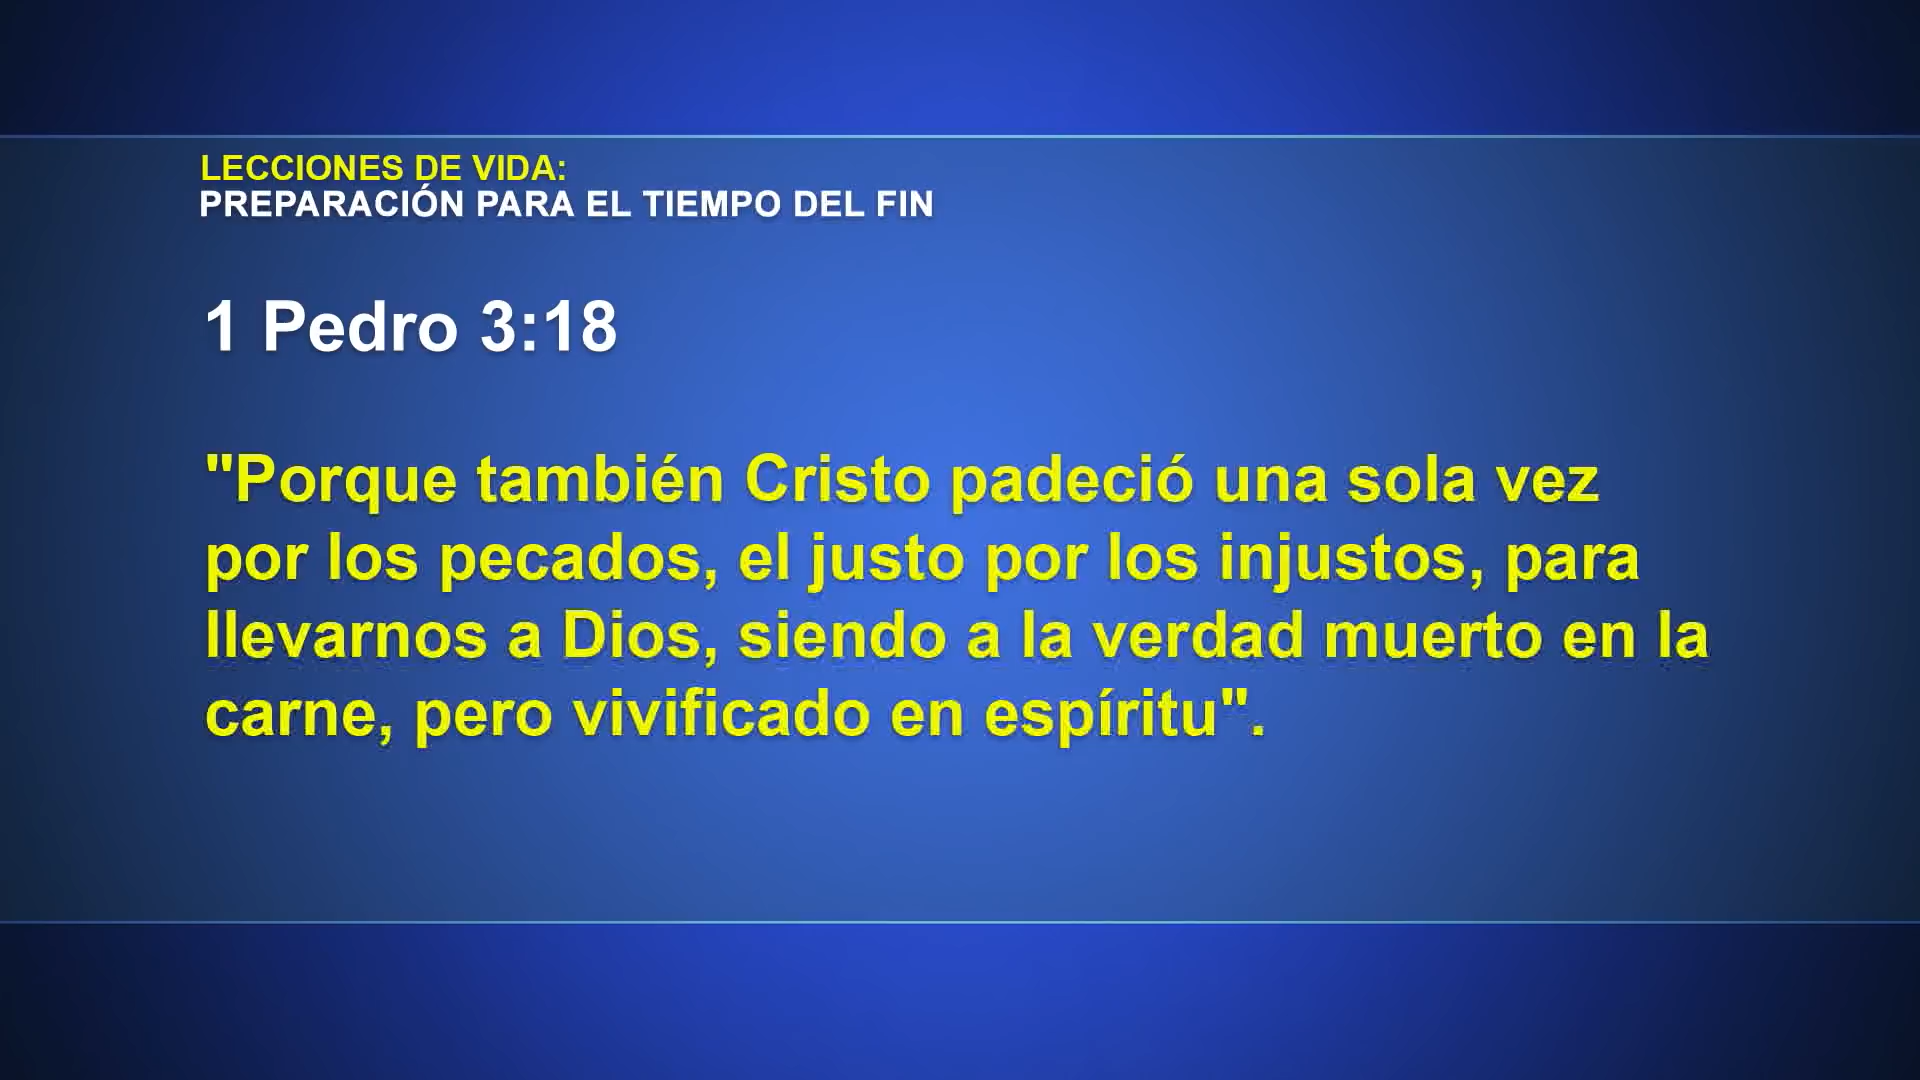 LECCIONES DE VIDA:
PREPARACIÓN PARA EL TIEMPO DEL FIN
1 Pedro 3:18
"Porque también Cristo padeció una sola vez
por los pecados, el justo por los injustos, para
llevarnos a Dios, siendo a la verdad muerto en la
carne, pero vivificado en espíritu".